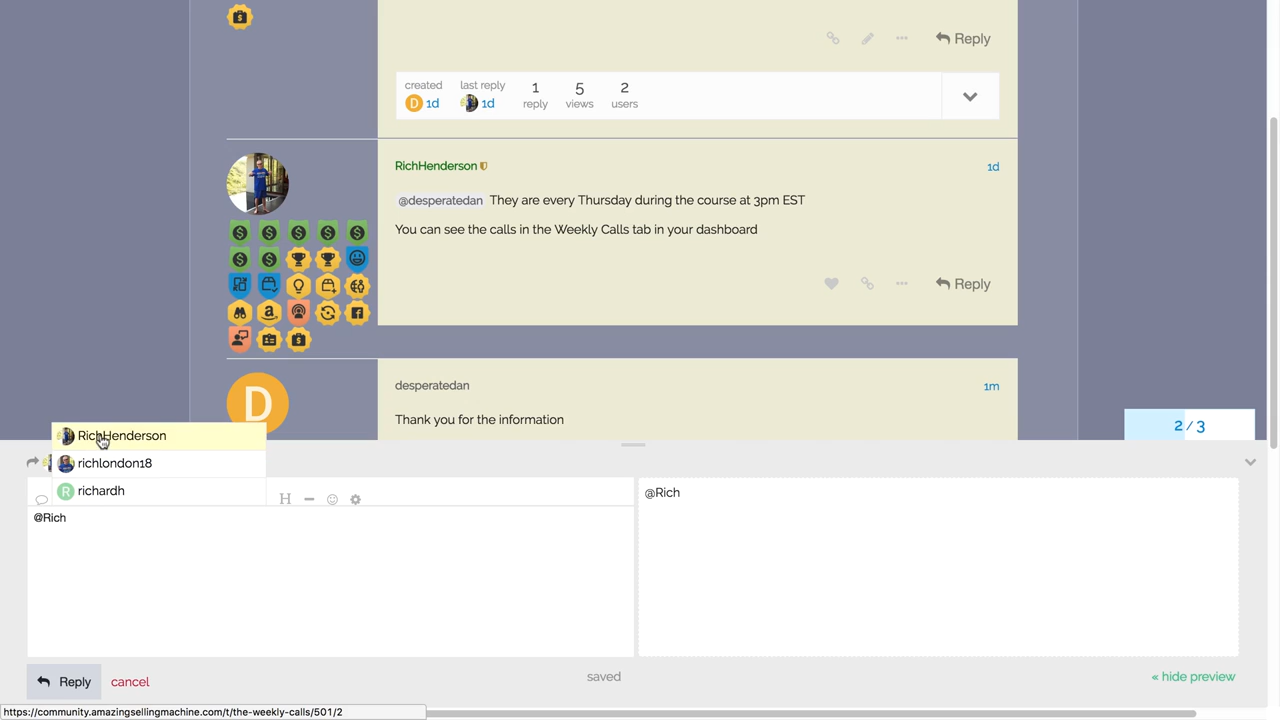 Reply
created
last reply
1
5
2
D 1d
1d
reply
views
users
RichHenderson
1d
@desperatedan They are every Thursday during the course at 3pm EST
You can see the calls in the Weekly Calls tab in your dashboard
Reply
D
desperatedan
1m
Thank you for the information
2 / 3
RichHenderson
richlondon18
R richardh
H
@Rich
@Rich
Reply
cancel
saved
« hide preview
https://community.amazingsellingmachine.com/t/the-weekly-calls/501/2